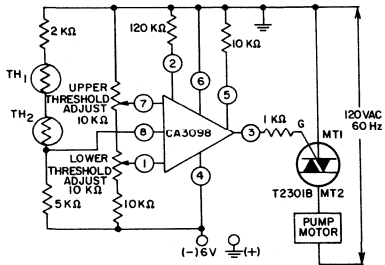 2 KΩ
120 KΩ
10 KΩ
TH1
TH2
UPPER
THRESHOLD
ADJUST
10 KΩ
LOWER
THRESHOLD
ADJUST
10 KΩ
5 KΩ
10KΩ
2
6
5
7
8
1
CA3098
3
4
1 KΩ
G
MT1
T2301B
MT2
PUMP
MOTOR
120VAC
60 Hz
(-)6V
(+)